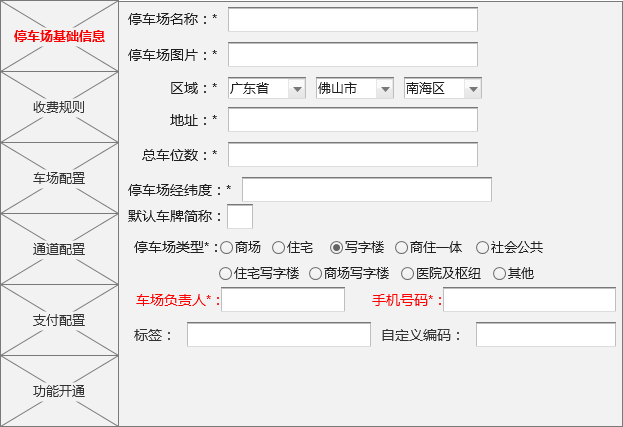 停车场基础信息
收费规则
车场配置
通道配置
支付配置
功能开通
停车场名称：*
停车场图片：*
区域：* 广东省 佛山市 南海区
地址：*
总车位数：*
停车场经纬度：*
默认车牌简称：
停车场类型*：商场 住宅 写字楼 商住一体 社会公共
住宅写字楼 商场写字楼 医院及枢纽 其他
车场负责人*： 手机号码*：
标签： 自定义编码：